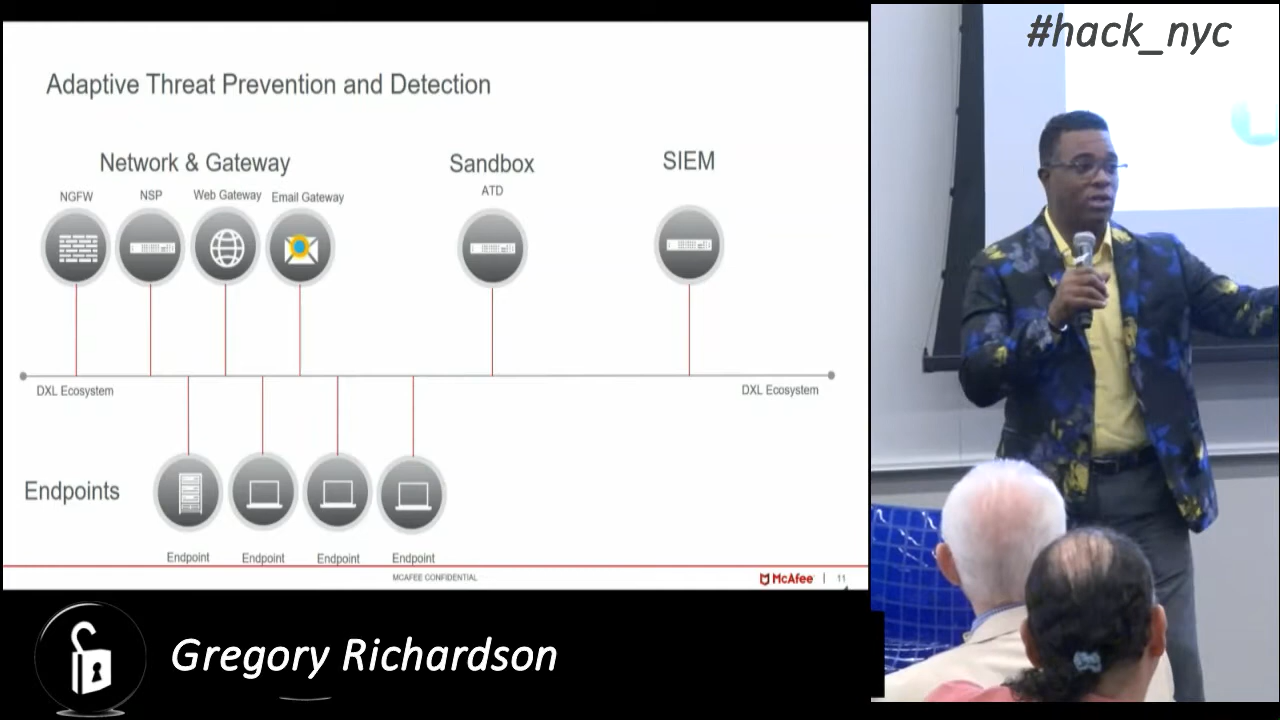 #hack_nyc
Adaptive Threat Prevention and Detection
Network & Gateway
Sandbox
SIEM
NGFW
NSP
Web Gateway
Email Gateway
ATD
DXL Ecosystem
DXL Ecosystem
Endpoints
Endpoint
Endpoint
Endpoint
Endpoint
MCAFEE CONFIDENTIAL
McAfee
11
Gregory Richardson